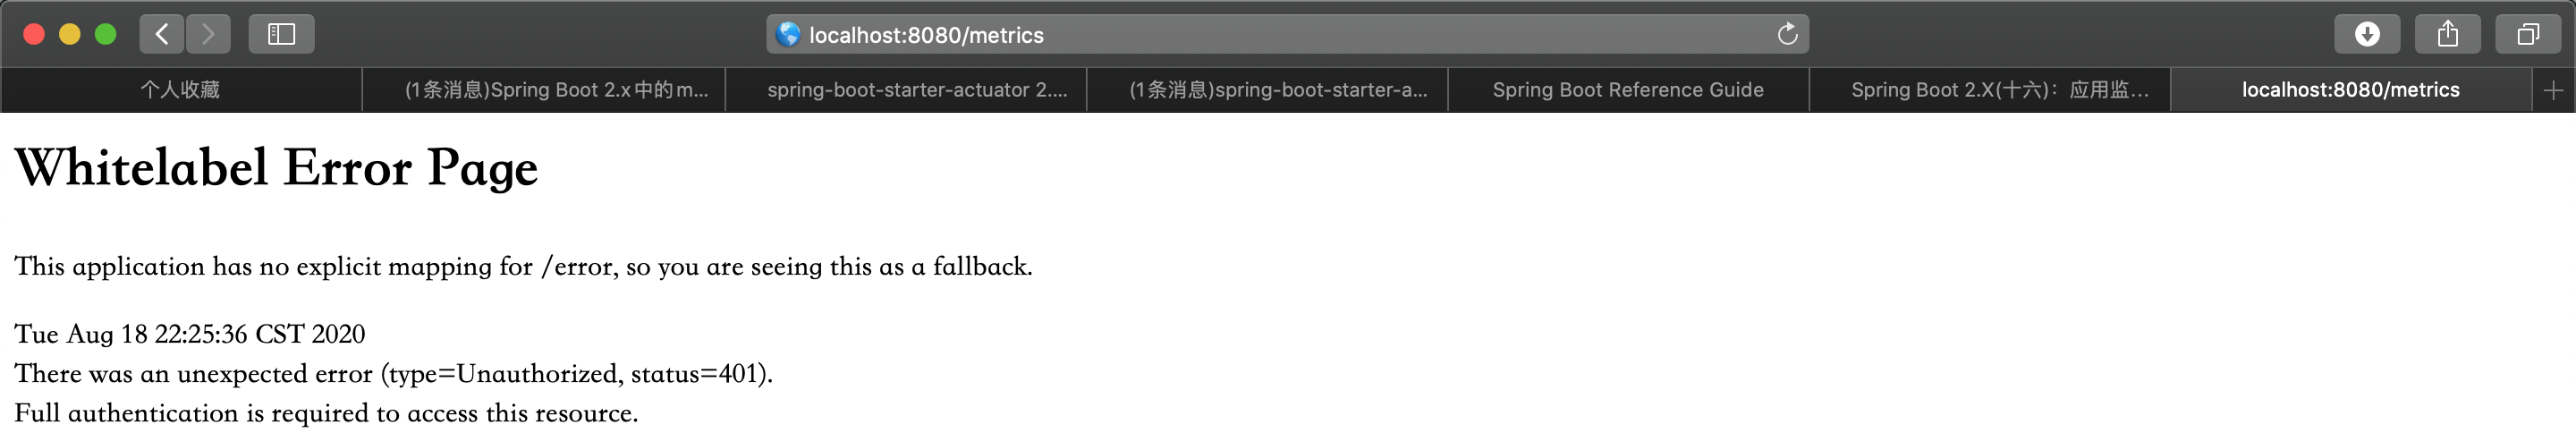 localhost:8080/metrics
个人收藏
(1条消息)Spring Boot 2.x中的m...
spring-boot-starter-actuator 2....
(1条消息)spring-boot-starter-a...
Spring Boot Reference Guide
Spring Boot 2.X(十六)：应用监...
localhost:8080/metrics
Whitelabel Error Page
This application has no explicit mapping for /error, so you are seeing this as a fallback.
Tue Aug 18 22:25:36 CST 2020
There was an unexpected error (type=Unauthorized, status=401).
Full authentication is required to access this resource.